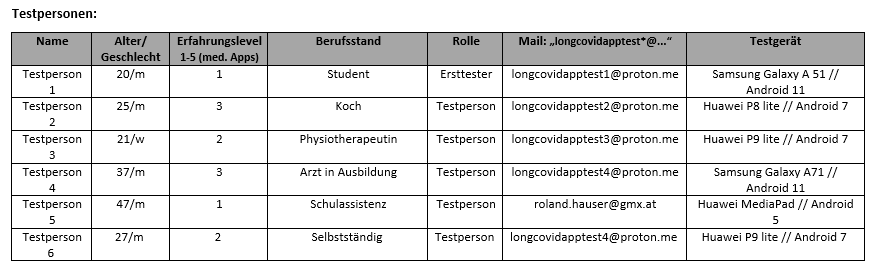 Testpersonen:
Name Alter/ Geschlecht Erfahrungslevel 1-5 (med. Apps) Berufsstand Rolle Mail: „longcovidapptest*@...“ Testgerät
Testperson 1 20/m 1 Student Ersttester longcovidapptest1@proton.me Samsung Galaxy A 51 // Android 11
Testperson 2 25/m 3 Koch Testperson longcovidapptest2@proton.me Huawei P8 lite // Android 7
Testperson 3 21/w 2 Physiotherapeutin Testperson longcovidapptest3@proton.me Huawei P9 lite // Android 7
Testperson 4 37/m 3 Arzt in Ausbildung Testperson longcovidapptest4@proton.me Samsung Galaxy A71 // Android 11
Testperson 5 47/m 1 Schulassistenz Testperson roland.hauser@gmx.at Huawei MediaPad // Android 5
Testperson 6 27/m 2 Selbstständig Testperson longcovidapptest4@proton.me Huawei P9 lite // Android 7